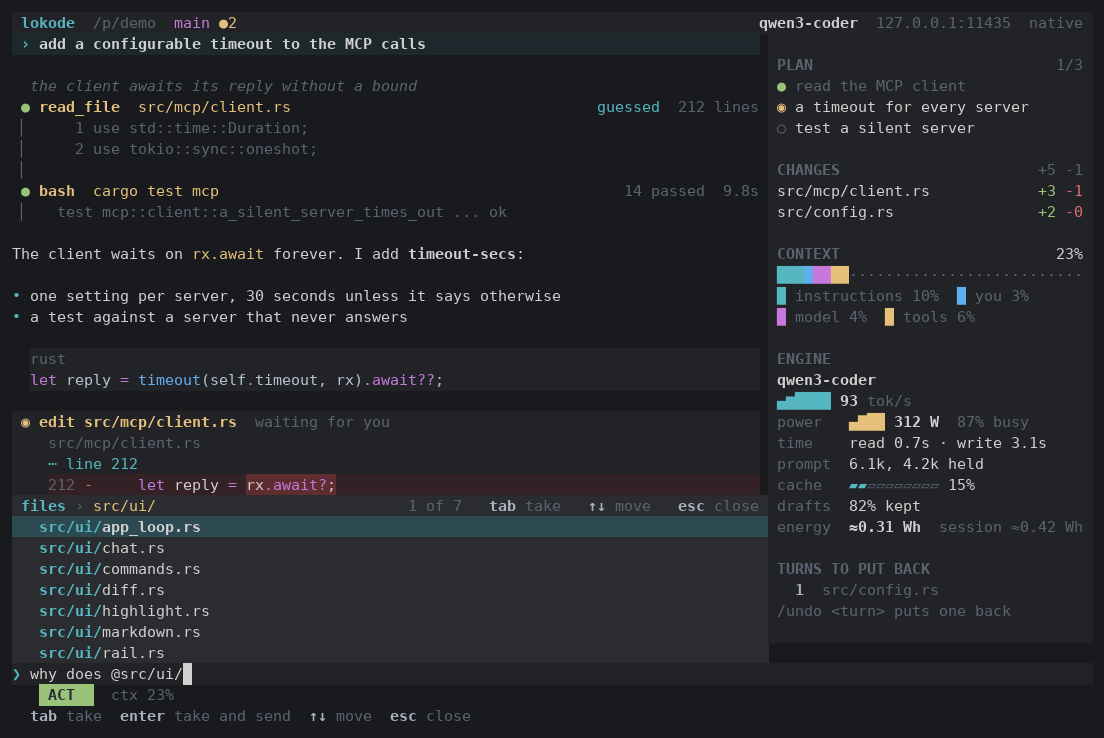 lokode  /p/demo  main ●2  qwen3-coder  127.0.0.1:11435  native
› add a configurable timeout to the MCP calls
the client awaits its reply without a bound
● read_file  src/mcp/client.rs  guessed  212 lines
│ 1 use std::time::Duration;
│ 2 use tokio::sync::oneshot;
│
● bash  cargo test mcp  14 passed  9.8s
│ test mcp::client::a_silent_server_times_out ... ok
The client waits on rx.await forever. I add timeout-secs:
• one setting per server, 30 seconds unless it says otherwise
• a test against a server that never answers
rust
let reply = timeout(self.timeout, rx).await??;
◉ edit src/mcp/client.rs  waiting for you
src/mcp/client.rs
┄ line 212
212 -     let reply = rx.await?;
files › src/ui/  1 of 7  tab take  ↑↓ move  esc close
src/ui/app_loop.rs
src/ui/chat.rs
src/ui/commands.rs
src/ui/diff.rs
src/ui/highlight.rs
src/ui/markdown.rs
src/ui/rail.rs
❯ why does @src/ui/
ACT  ctx 23%
tab take  enter take and send  ↑↓ move  esc close
PLAN  1/3
● read the MCP client
◉ a timeout for every server
○ test a silent server
CHANGES  +5 -1
src/mcp/client.rs  +3 -1
src/config.rs  +2 -0
CONTEXT  23%
instructions 10%  you 3%
model 4%  tools 6%
ENGINE
qwen3-coder
93 tok/s
power  312 W  87% busy
time  read 0.7s · write 3.1s
prompt  6.1k, 4.2k held
cache  ▰▰▱▱▱▱▱▱▱▱ 15%
drafts  82% kept
energy  ≈0.31 Wh  session ≈0.42 Wh
TURNS TO PUT BACK
1  src/config.rs
/undo <turn> puts one back